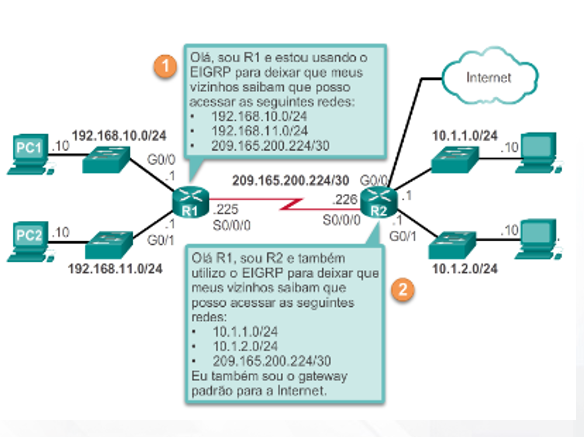 1
Olá, sou R1 e estou usando o
EIGRP para deixar que meus
vizinhos saibam que posso
acessar as seguintes redes:
• 192.168.10.0/24
• 192.168.11.0/24
• 209.165.200.224/30
Internet
192.168.10.0/24
10.1.1.0/24
PC1
.10
G0/0
.1
R1
209.165.200.224/30
.225
S0/0/0
.226
S0/0/0
G0/0
R2
.1
.10
PC2
.10
.1
G0/1
192.168.11.0/24
.1
G0/1
.10
10.1.2.0/24
Olá R1, sou R2 e também
utilizo o EIGRP para deixar que
meus vizinhos saibam que
posso acessar as seguintes
redes:
• 10.1.1.0/24
• 10.1.2.0/24
• 209.165.200.224/30
Eu também sou o gateway
padrão para a Internet.
2